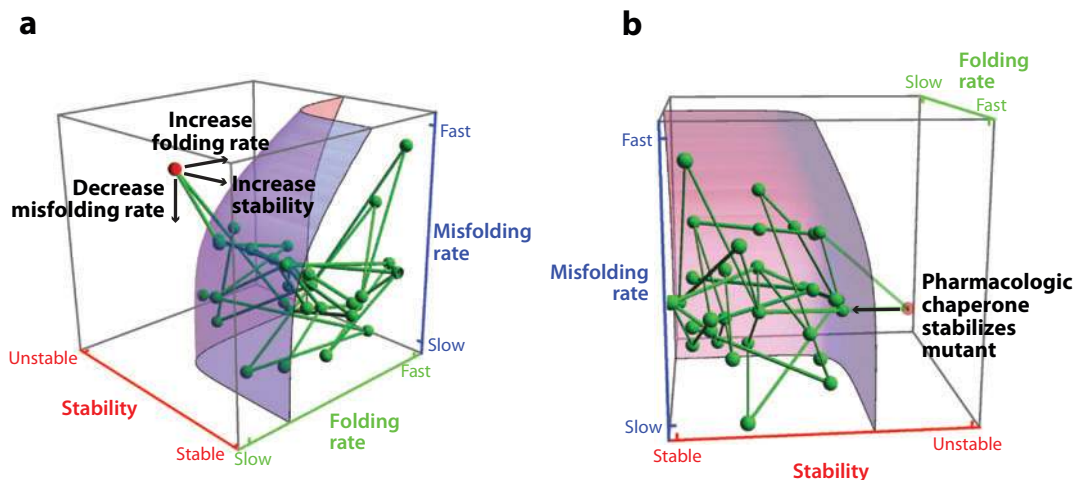 a
Increase
folding rate
Decrease
misfolding rate
Increase
stability
Fast
Misfolding
rate
Slow
Fast
Unstable
Stability
Folding
rate
Stable
Slow
b
Folding
rate
Slow
Fast
Fast
Misfolding
rate
Pharmacologic
chaperone
stabilizes
mutant
Slow
Stable
Unstable
Stability